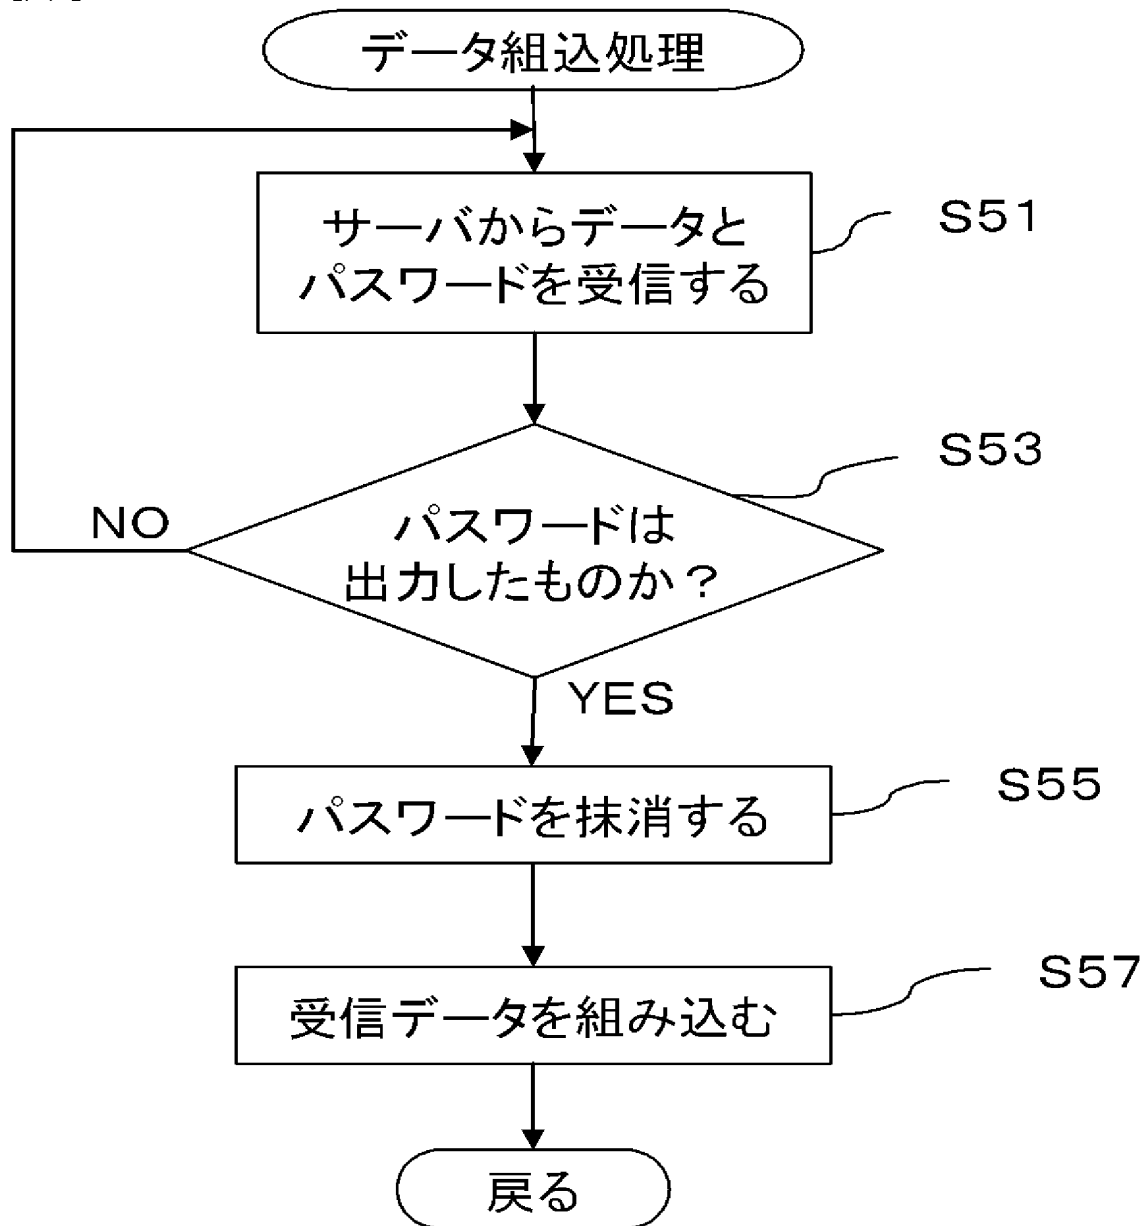 データ組込処理
サーバからデータと
パスワードを受信する
S51
パスワードは
出力したものか？
S53
NO
YES
パスワードを抹消する
S55
受信データを組み込む
S57
戻る